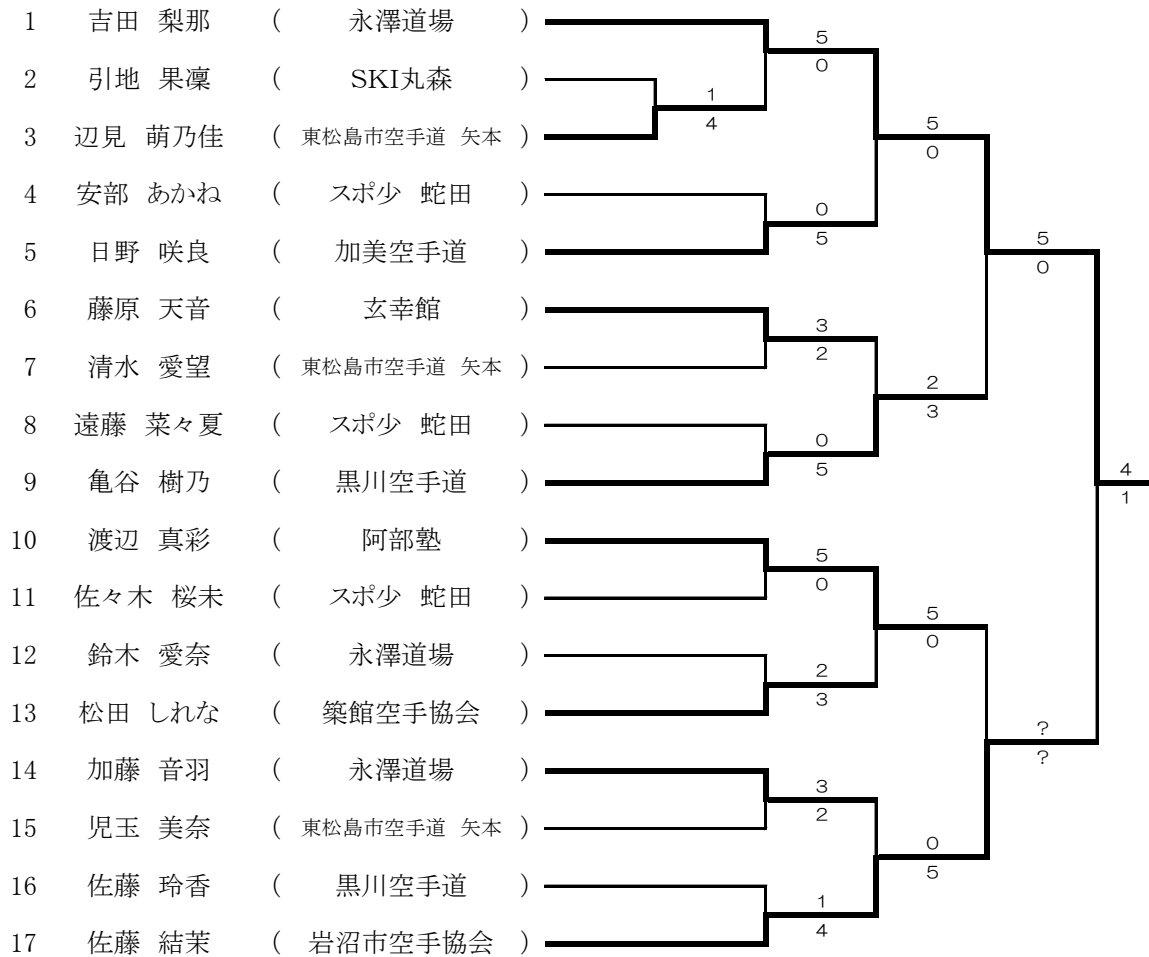 1 吉田 梨那 ( 永澤道場 )
5
0
2 引地 果凜 ( SKI丸森 )
1
4
3 辺見 萌乃佳 ( 東松島市空手道 矢本 )
5
0
4 安部 あかね ( スポ少 蛇田 )
0
5
5 日野 咲良 ( 加美空手道 )
5
0
6 藤原 天音 ( 玄幸館 )
3
2
7 清水 愛望 ( 東松島市空手道 矢本 )
2
3
8 遠藤 菜々夏 ( スポ少 蛇田 )
0
5
9 亀谷 樹乃 ( 黒川空手道 )
4
1
10 渡辺 真彩 ( 阿部塾 )
5
0
11 佐々木 桜未 ( スポ少 蛇田 )
5
0
12 鈴木 愛奈 ( 永澤道場 )
2
3
13 松田 しれな ( 築館空手協会 )
?
?
14 加藤 音羽 ( 永澤道場 )
3
2
15 児玉 美奈 ( 東松島市空手道 矢本 )
0
5
16 佐藤 玲香 ( 黒川空手道 )
1
4
17 佐藤 結茉 ( 岩沼市空手協会 )